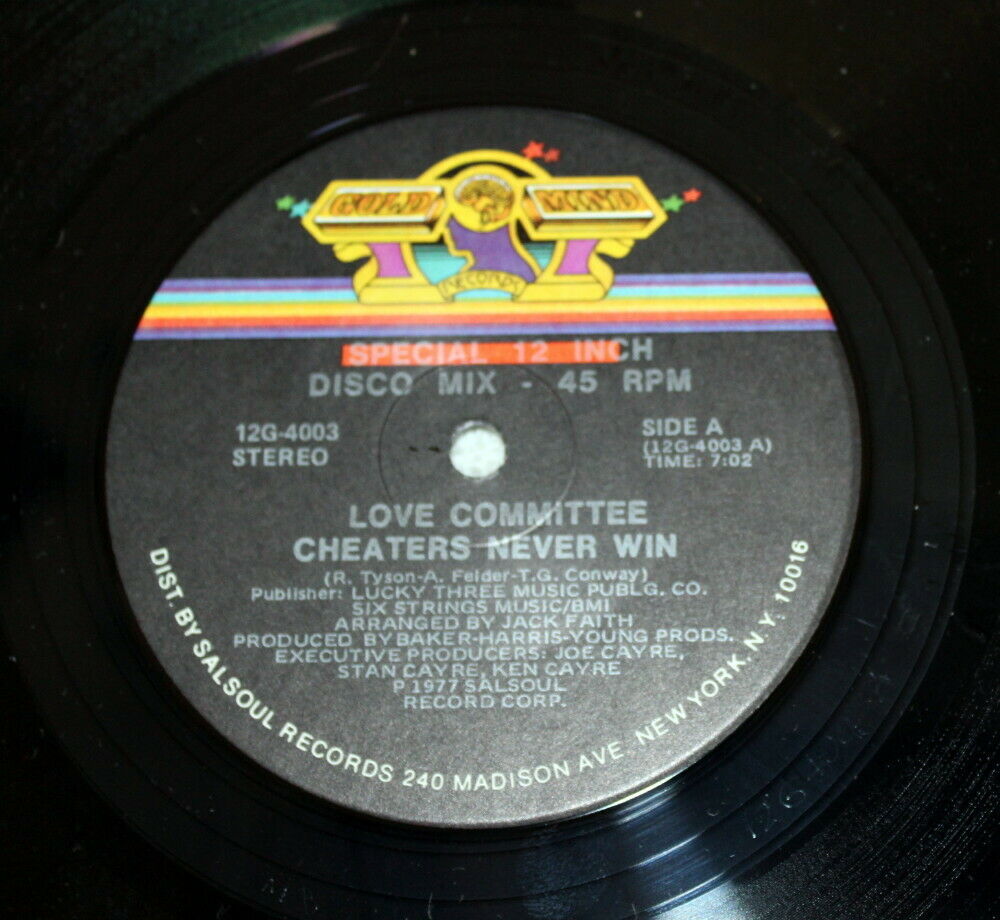 GOLD MIND
RECORDS
SPECIAL 12 INCH
DISCO MIX - 45 RPM
12G-4003
STEREO
SIDE A
(12G-4003 A)
TIME: 7:02
LOVE COMMITTEE
CHEATERS NEVER WIN
(R. Tyson-A. Felder-T.G. Conway)
Publisher: LUCKY THREE MUSIC PUBLG. CO.
SIX STRINGS MUSIC/BMI
ARRANGED BY JACK FAITH
PRODUCED BY BAKER-HARRIS-YOUNG PRODS.
EXECUTIVE PRODUCERS: JOE CAYRE,
STAN CAYRE, KEN CAYRE
P 1977 SALSOUL
RECORD CORP.
DIST. BY SALSOUL RECORDS 240 MADISON AVE. NEW YORK, N.Y. 10016